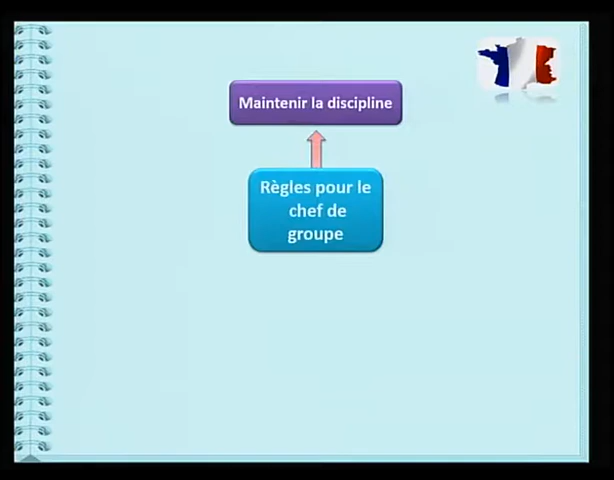 Maintenir la discipline
Règles pour le
chef de
groupe